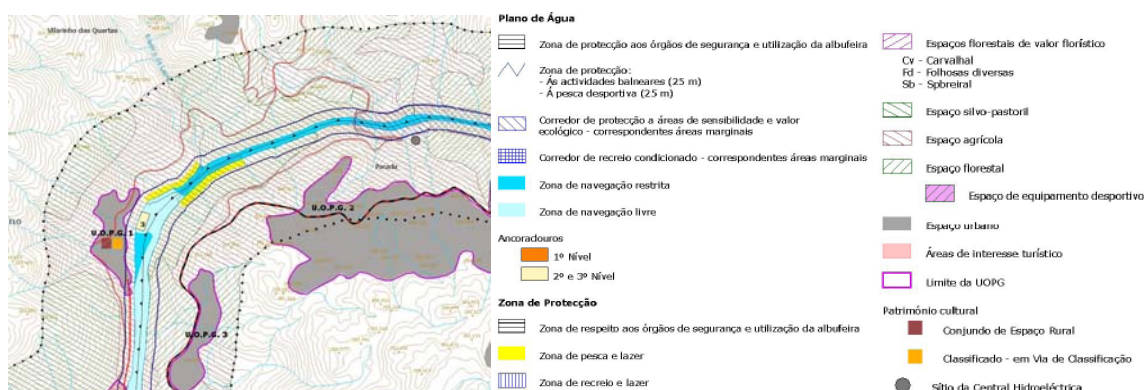 Vilarinho das Quartas
Parada
U.O.P.G. 2
3
U.O.P.G. 1
U.O.P.G. 3
Plano de Água
Zona de protecção aos órgãos de segurança e utilização da albufeira
Zona de protecção:
- Ás actividades balneares (25 m)
- Á pesca desportiva (25 m)
Corredor de protecção a áreas de sensibilidade e valor
ecológico - correspondentes áreas marginais
Corredor de recreio condicionado - correspondentes áreas marginais
Zona de navegação restrita
Zona de navegação livre
Ancoradouros
1º Nível
2º e 3º Nível
Zona de Protecção
Zona de respeito aos órgãos de segurança e utilização da albufeira
Zona de pesca e lazer
Zona de recreio e lazer
Espaços florestais de valor florístico
Cv - Carvalhal
Fd - Folhosas diversas
Sb - Spbreiral
Espaço silvo-pastoril
Espaço agrícola
Espaço florestal
Espaço de equipamento desportivo
Espaço urbano
Áreas de interesse turístico
Limite da UOPG
Património cultural
Conjundo de Espaço Rural
Classificado - em Via de Classificação
Sítio da Central Hidroeléctrica